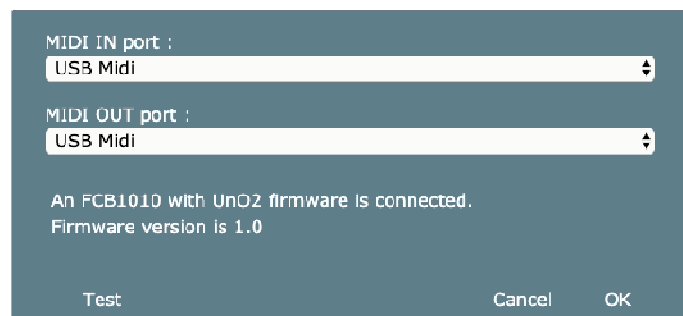 MIDI IN port :
USB Midi
MIDI OUT port :
USB Midi
An FCB1010 with UnO2 firmware is connected.
Firmware version is 1.0
Test Cancel OK